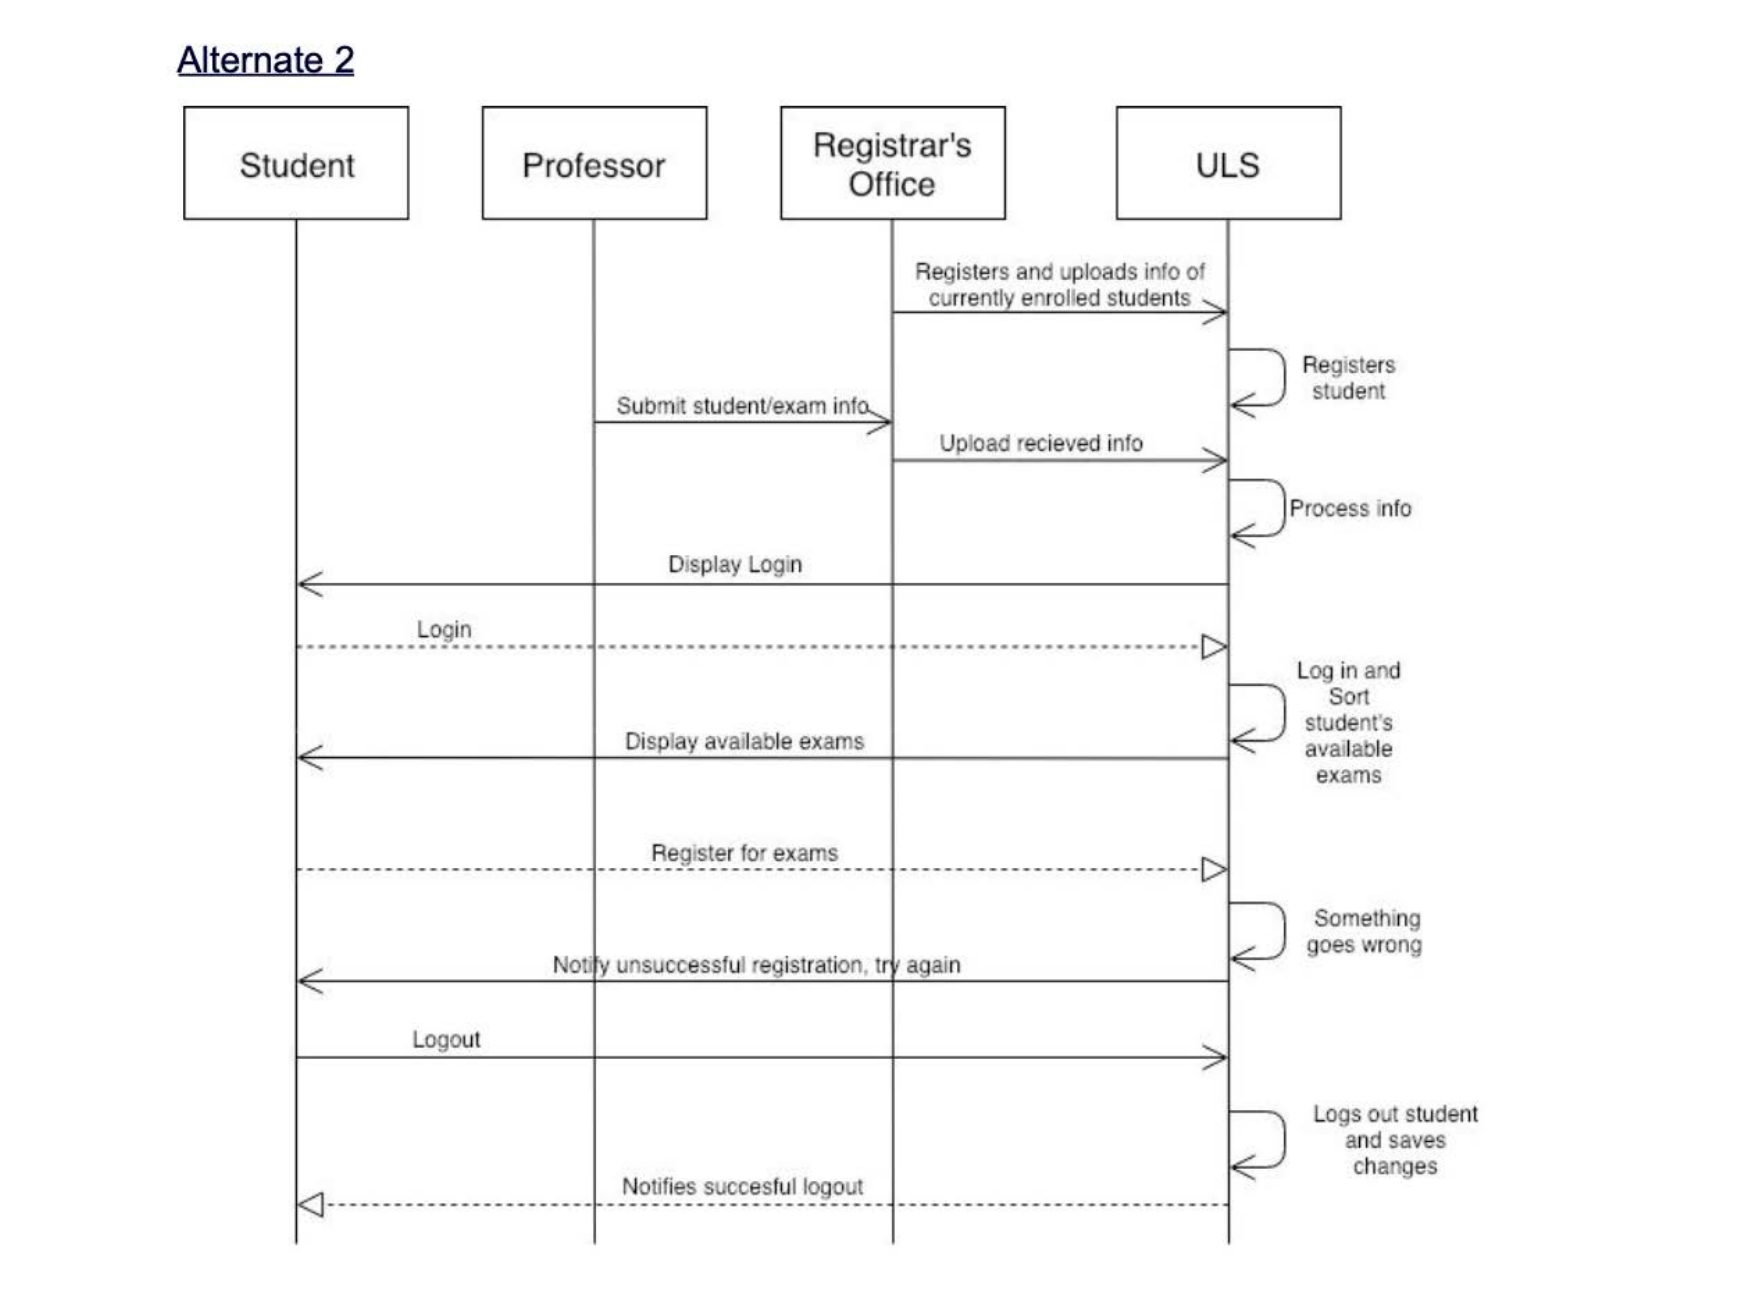 Alternate 2
Student
Professor
Registrar's
Office
ULS
Registers and uploads info of
currently enrolled students
Registers
student
Submit student/exam info
Upload recieved info
Process info
Display Login
Login
Log in and
Sort
student's
available
exams
Display available exams
Register for exams
Something
goes wrong
Notify unsuccessful registration, try again
Logout
Logs out student
and saves
changes
Notifies succesful logout